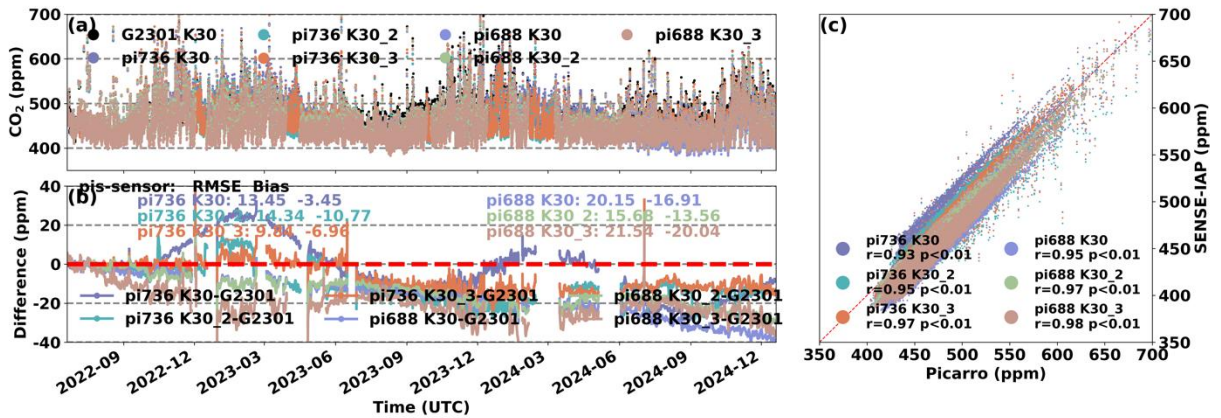 (a)
G2301 K30
pi736 K30_2
pi688 K30
pi688 K30_3
pi736 K30
pi736 K30_3
pi688 K30_2
CO2 (ppm)
700
600
500
400
(b)
pis-sensor: RMSE Bias
pi736 K30: 13.45 -3.45
14.34 -10.77
pi736 K30_3: -6.96
pi688 K30: 20.15 -16.91
pi688 K30_2: 15.68 -13.56
pi688 K30_3: 21.54 -20.04
Difference (ppm)
40
20
0
-20
-40
pi736 K30-G2301
pi736 K30_3-G2301
pi688 K30_2-G2301
pi736 K30_2-G2301
pi688 K30-G2301
pi688 K30_3-G2301
2022-09
2022-12
2023-03
2023-06
2023-09
2023-12
2024-03
2024-06
2024-09
2024-12
Time (UTC)
(c)
700
650
600
550
500
450
400
350
SENSE-IAP (ppm)
pi736 K30
r=0.93 p<0.01
pi688 K30
r=0.95 p<0.01
pi736 K30_2
r=0.95 p<0.01
pi688 K30_2
r=0.97 p<0.01
pi736 K30_3
r=0.97 p<0.01
pi688 K30_3
r=0.98 p<0.01
350 400 450 500 550 600 650 700
Picarro (ppm)